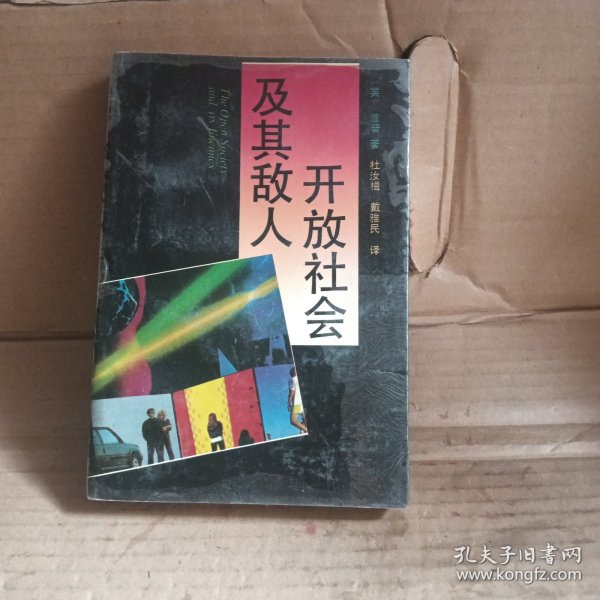 开放社会
及其敌人
The Open Society
and its Enemies
〔英〕波普 著
杜汝楫 戴雅民 译
孔夫子旧书网
www.kongfz.com